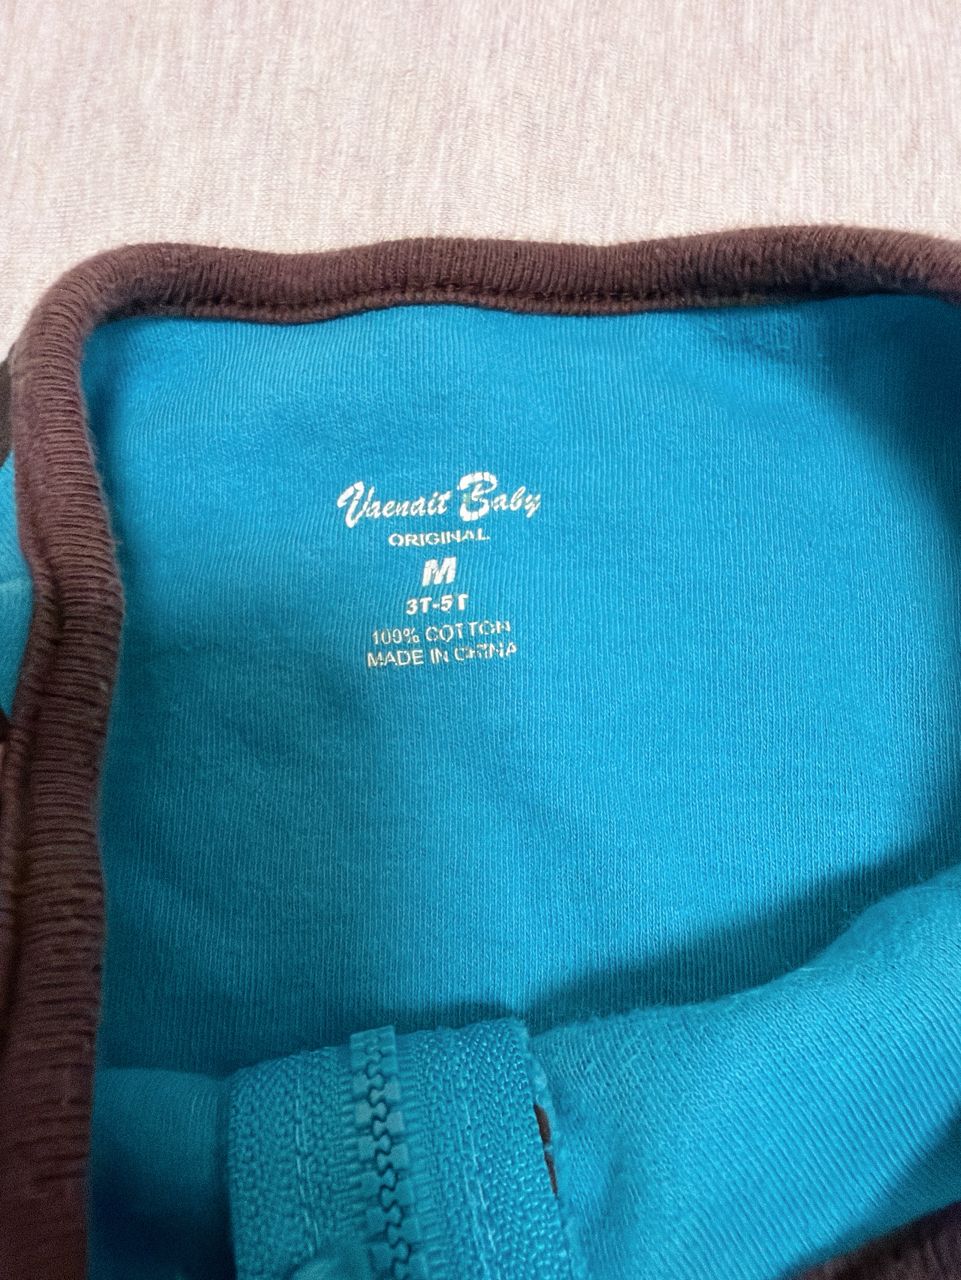 Vaenait Baby
ORIGINAL
M
3T-5T
100% COTTON
MADE IN CHINA